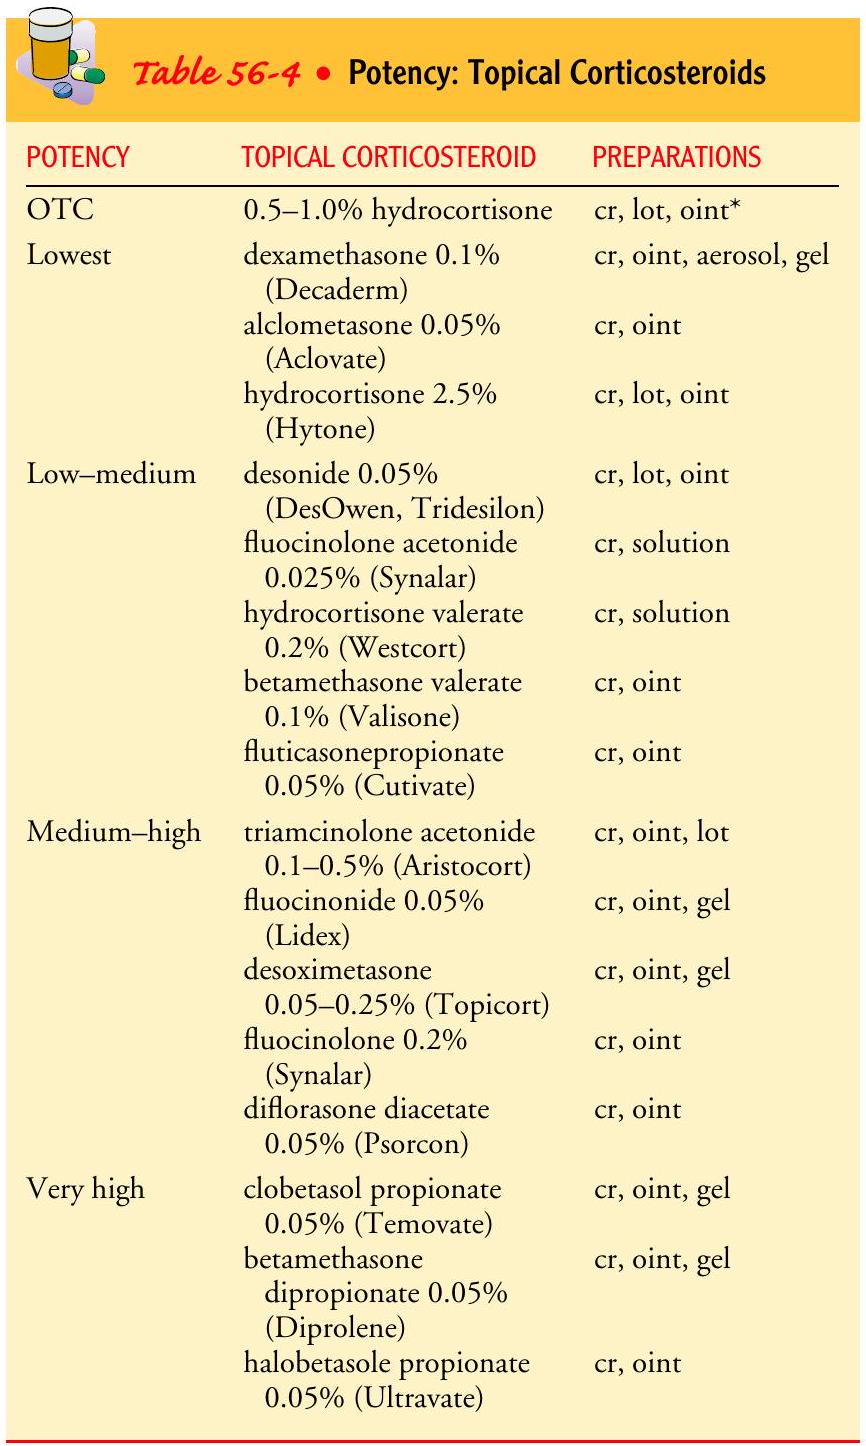 Table 56-4 • Potency: Topical Corticosteroids
POTENCY TOPICAL CORTICOSTEROID PREPARATIONS
OTC 0.5–1.0% hydrocortisone cr, lot, oint*
Lowest dexamethasone 0.1% cr, oint, aerosol, gel
(Decaderm)
alclometasone 0.05% cr, oint
(Aclovate)
hydrocortisone 2.5% cr, lot, oint
(Hytone)
Low–medium desonide 0.05% cr, lot, oint
(DesOwen, Tridesilon)
fluocinolone acetonide cr, solution
0.025% (Synalar)
hydrocortisone valerate cr, solution
0.2% (Westcort)
betamethasone valerate cr, oint
0.1% (Valisone)
fluticasonepropionate cr, oint
0.05% (Cutivate)
Medium–high triamcinolone acetonide cr, oint, lot
0.1–0.5% (Aristocort)
fluocinonide 0.05% cr, oint, gel
(Lidex)
desoximetasone cr, oint, gel
0.05–0.25% (Topicort)
fluocinolone 0.2% cr, oint
(Synalar)
diflorasone diacetate cr, oint
0.05% (Psorcon)
Very high clobetasol propionate cr, oint, gel
0.05% (Temovate)
betamethasone cr, oint, gel
dipropionate 0.05%
(Diprolene)
halobetasole propionate cr, oint
0.05% (Ultravate)